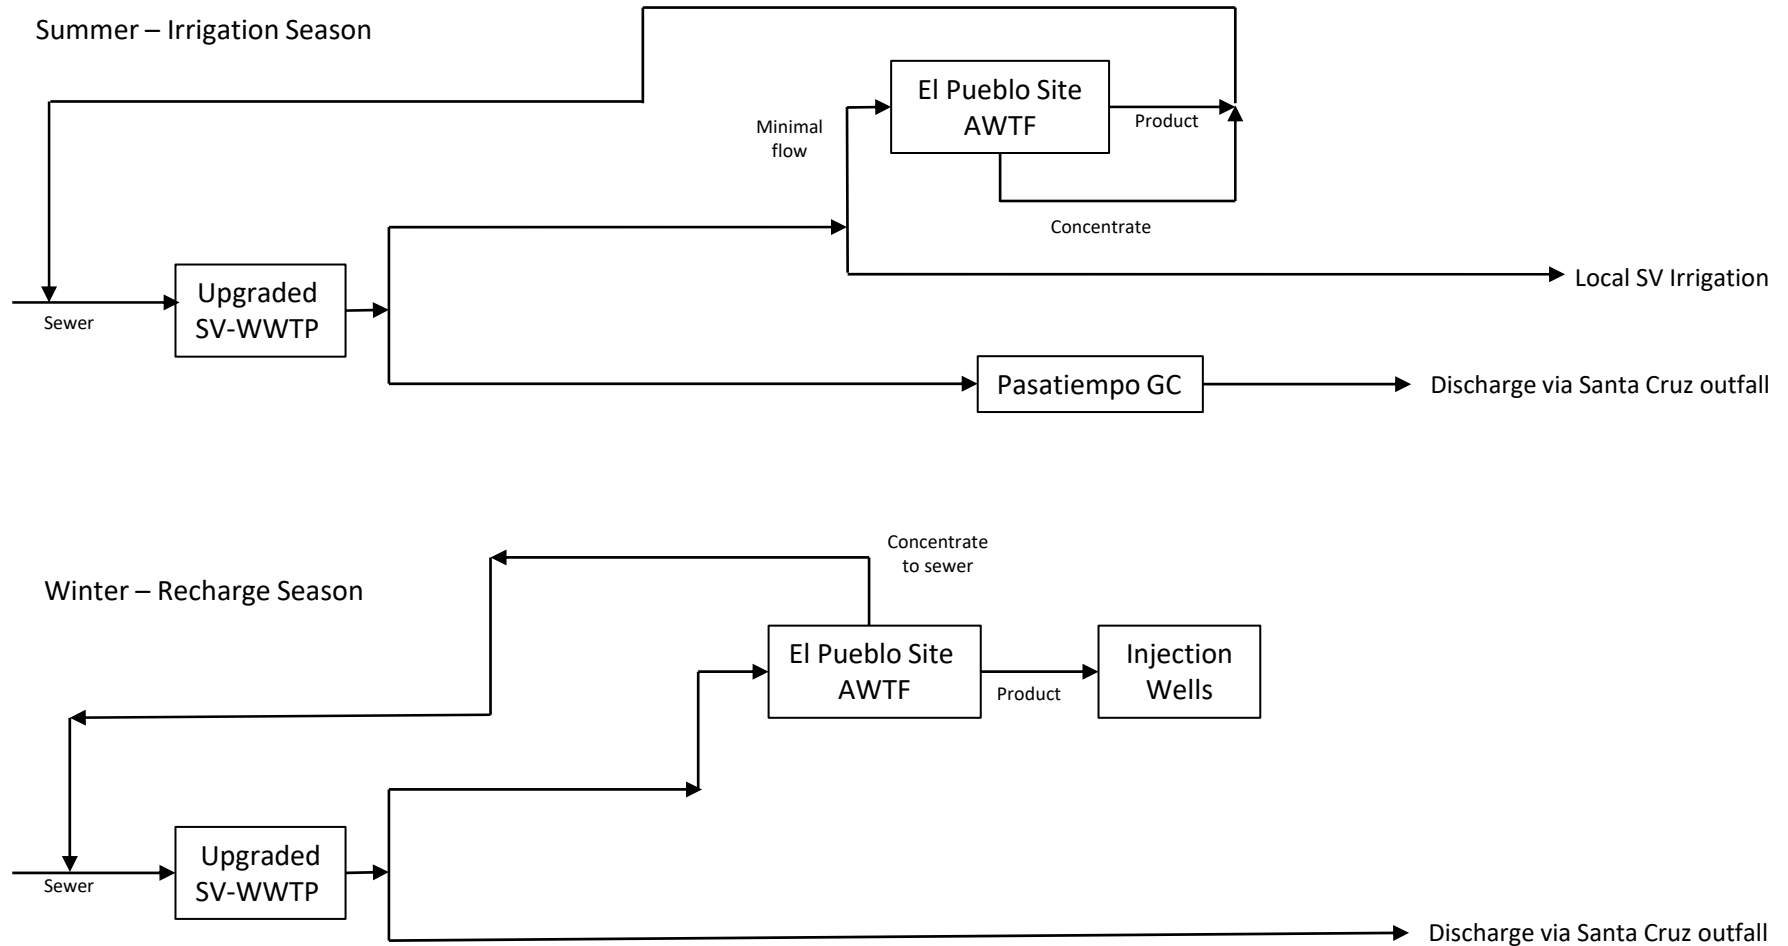 Summer – Irrigation Season
El Pueblo Site
AWTF
Minimal
flow
Product
Concentrate
Upgraded
SV-WWTP
Sewer
Local SV Irrigation
Pasatiempo GC
Discharge via Santa Cruz outfall
Concentrate
to sewer
Winter – Recharge Season
El Pueblo Site
AWTF
Product
Injection
Wells
Upgraded
SV-WWTP
Sewer
Discharge via Santa Cruz outfall